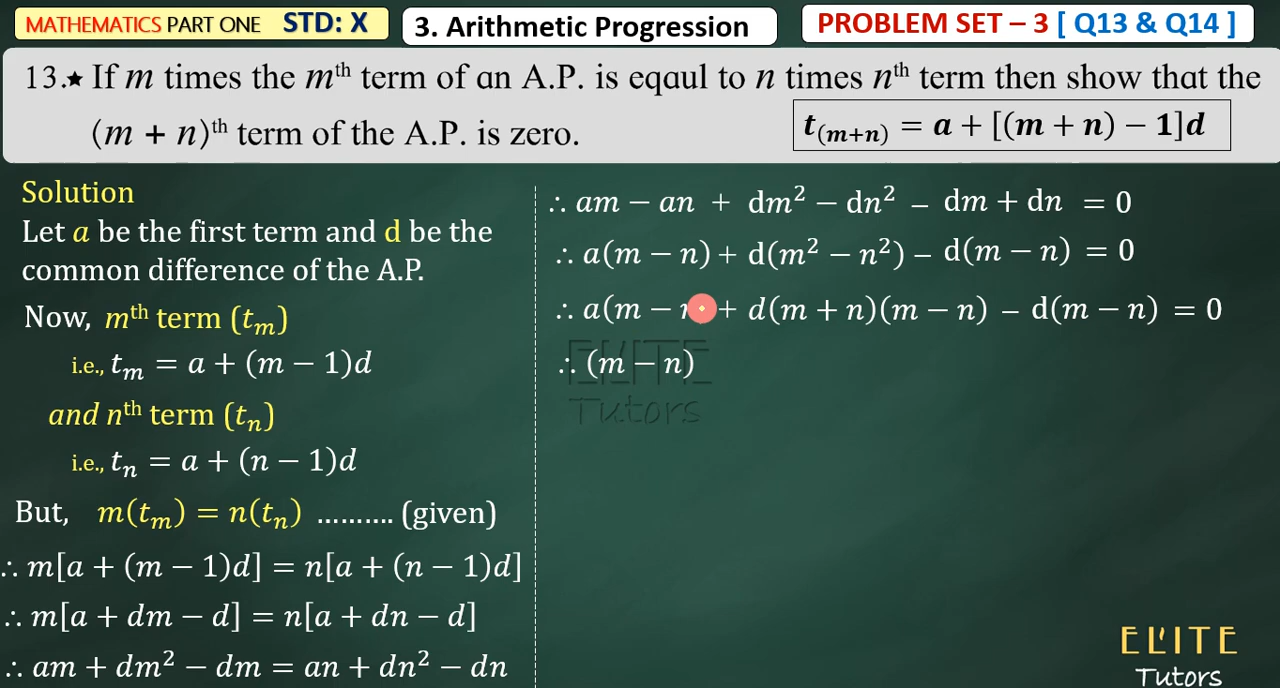 MATHEMATICS PART ONE STD: X
3. Arithmetic Progression
PROBLEM SET – 3 [ Q13 & Q14 ]
13.★ If m times the mᵗʰ term of an A.P. is eqaul to n times nᵗʰ term then show that the
(m + n)ᵗʰ term of the A.P. is zero.
t₍ₘ₊ₙ₎ = a + [(m + n) − 1]d
Solution
Let a be the first term and d be the
common difference of the A.P.
Now, mᵗʰ term (tₘ)
i.e., tₘ = a + (m − 1)d
and nᵗʰ term (tₙ)
i.e., tₙ = a + (n − 1)d
But, m(tₘ) = n(tₙ) .......... (given)
∴ m[a + (m − 1)d] = n[a + (n − 1)d]
∴ m[a + dm − d] = n[a + dn − d]
∴ am + dm² − dm = an + dn² − dn
∴ am − an + dm² − dn² − dm + dn = 0
∴ a(m − n) + d(m² − n²) − d(m − n) = 0
∴ a(m − n + d(m + n)(m − n) − d(m − n) = 0
∴ (m − n)
ELITE
Tutors
ELITE
Tutors